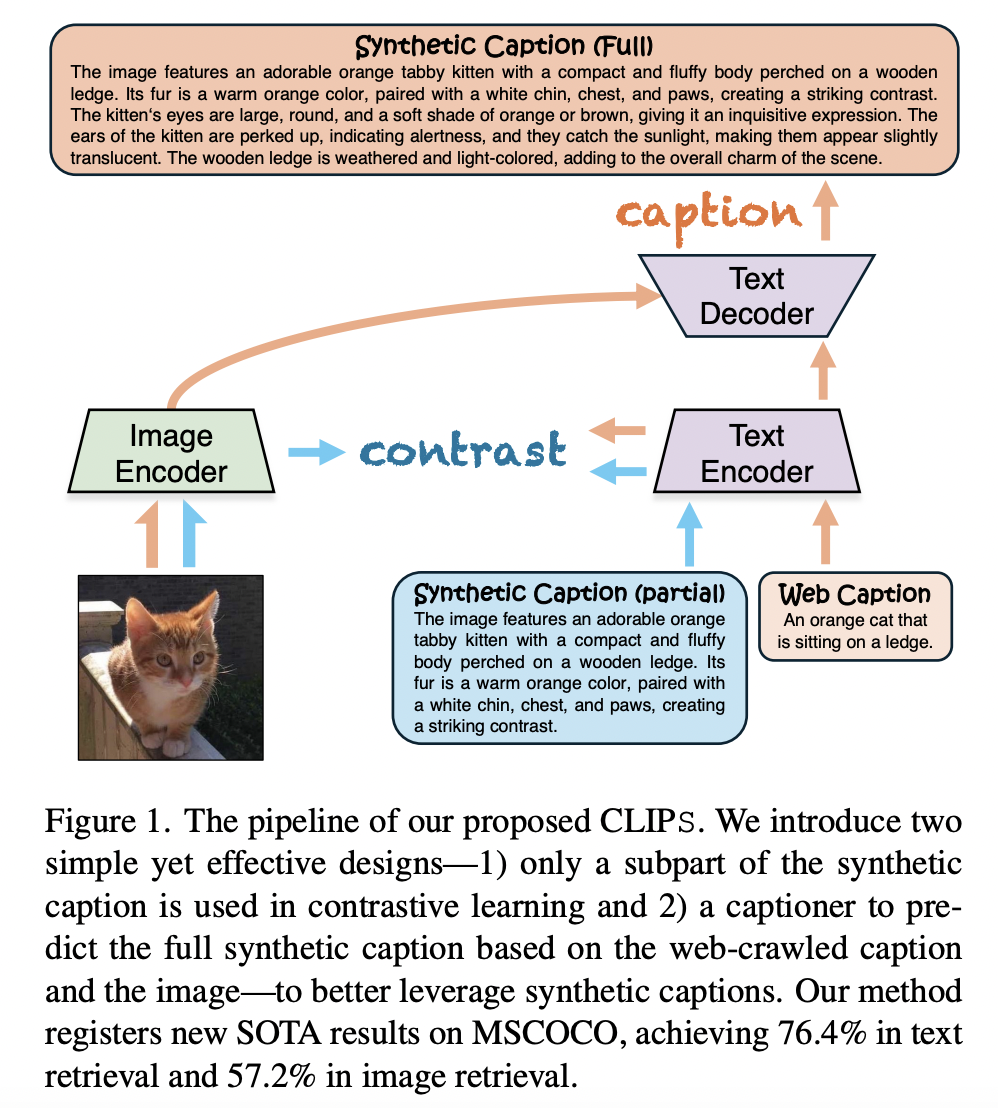 Synthetic Caption (Full)
The image features an adorable orange tabby kitten with a compact and fluffy body perched on a wooden
ledge. Its fur is a warm orange color, paired with a white chin, chest, and paws, creating a striking contrast.
The kitten‘s eyes are large, round, and a soft shade of orange or brown, giving it an inquisitive expression. The
ears of the kitten are perked up, indicating alertness, and they catch the sunlight, making them appear slightly
translucent. The wooden ledge is weathered and light-colored, adding to the overall charm of the scene.
caption
Text
Decoder
Image
Encoder
contrast
Text
Encoder
Synthetic Caption (partial)
The image features an adorable orange
tabby kitten with a compact and fluffy
body perched on a wooden ledge. Its
fur is a warm orange color, paired with
a white chin, chest, and paws, creating
a striking contrast.
Web Caption
An orange cat that
is sitting on a ledge.
Figure 1. The pipeline of our proposed CLIPS. We introduce two
simple yet effective designs—1) only a subpart of the synthetic
caption is used in contrastive learning and 2) a captioner to pre-
dict the full synthetic caption based on the web-crawled caption
and the image—to better leverage synthetic captions. Our method
registers new SOTA results on MSCOCO, achieving 76.4% in text
retrieval and 57.2% in image retrieval.